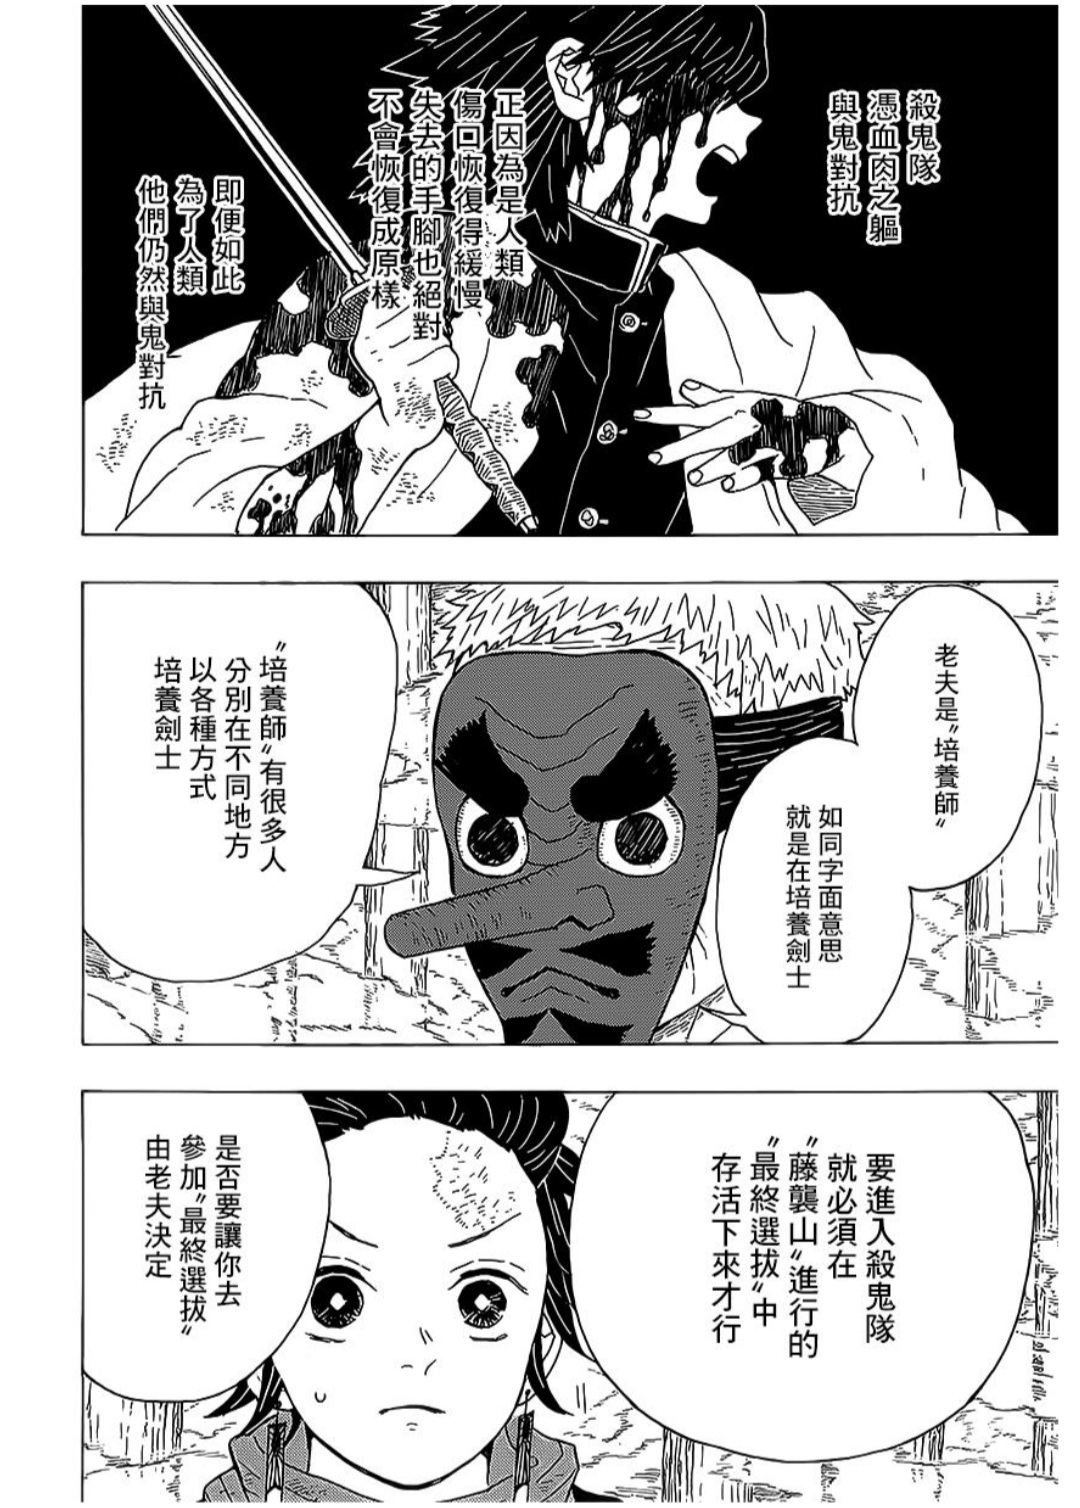 殺鬼隊
憑血肉之軀
與鬼對抗
正因為是人類
傷口恢復得緩慢
失去的手腳也絕對
不會恢復成原樣
即便如此
為了人類
他們仍然與鬼對抗
老夫是〝培養師〞
如同字面意思
就是在培養劍士
〝培養師〞有很多人
分別在不同地方
以各種方式
培養劍士
要進入殺鬼隊
就必須在
〝藤襲山〞進行的
〝最終選拔〞中
存活下來才行
是否要讓你去
參加〝最終選拔〞
由老夫決定